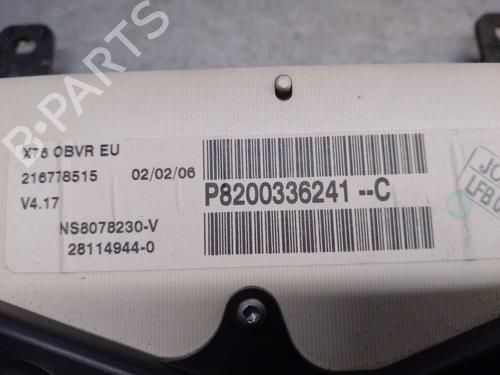 B-PARTS
X76 OBVR EU
216778515 02/02/06
P8200336241 --C
V4.17
NS8078230-V
28114944-0